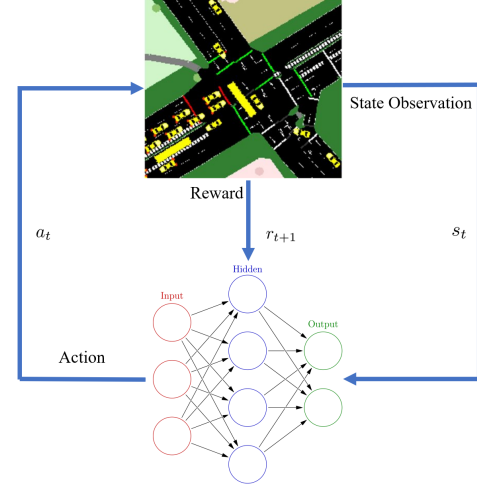 State Observation
Reward
a_t
r_{t+1}
s_t
Hidden
Input
Output
Action